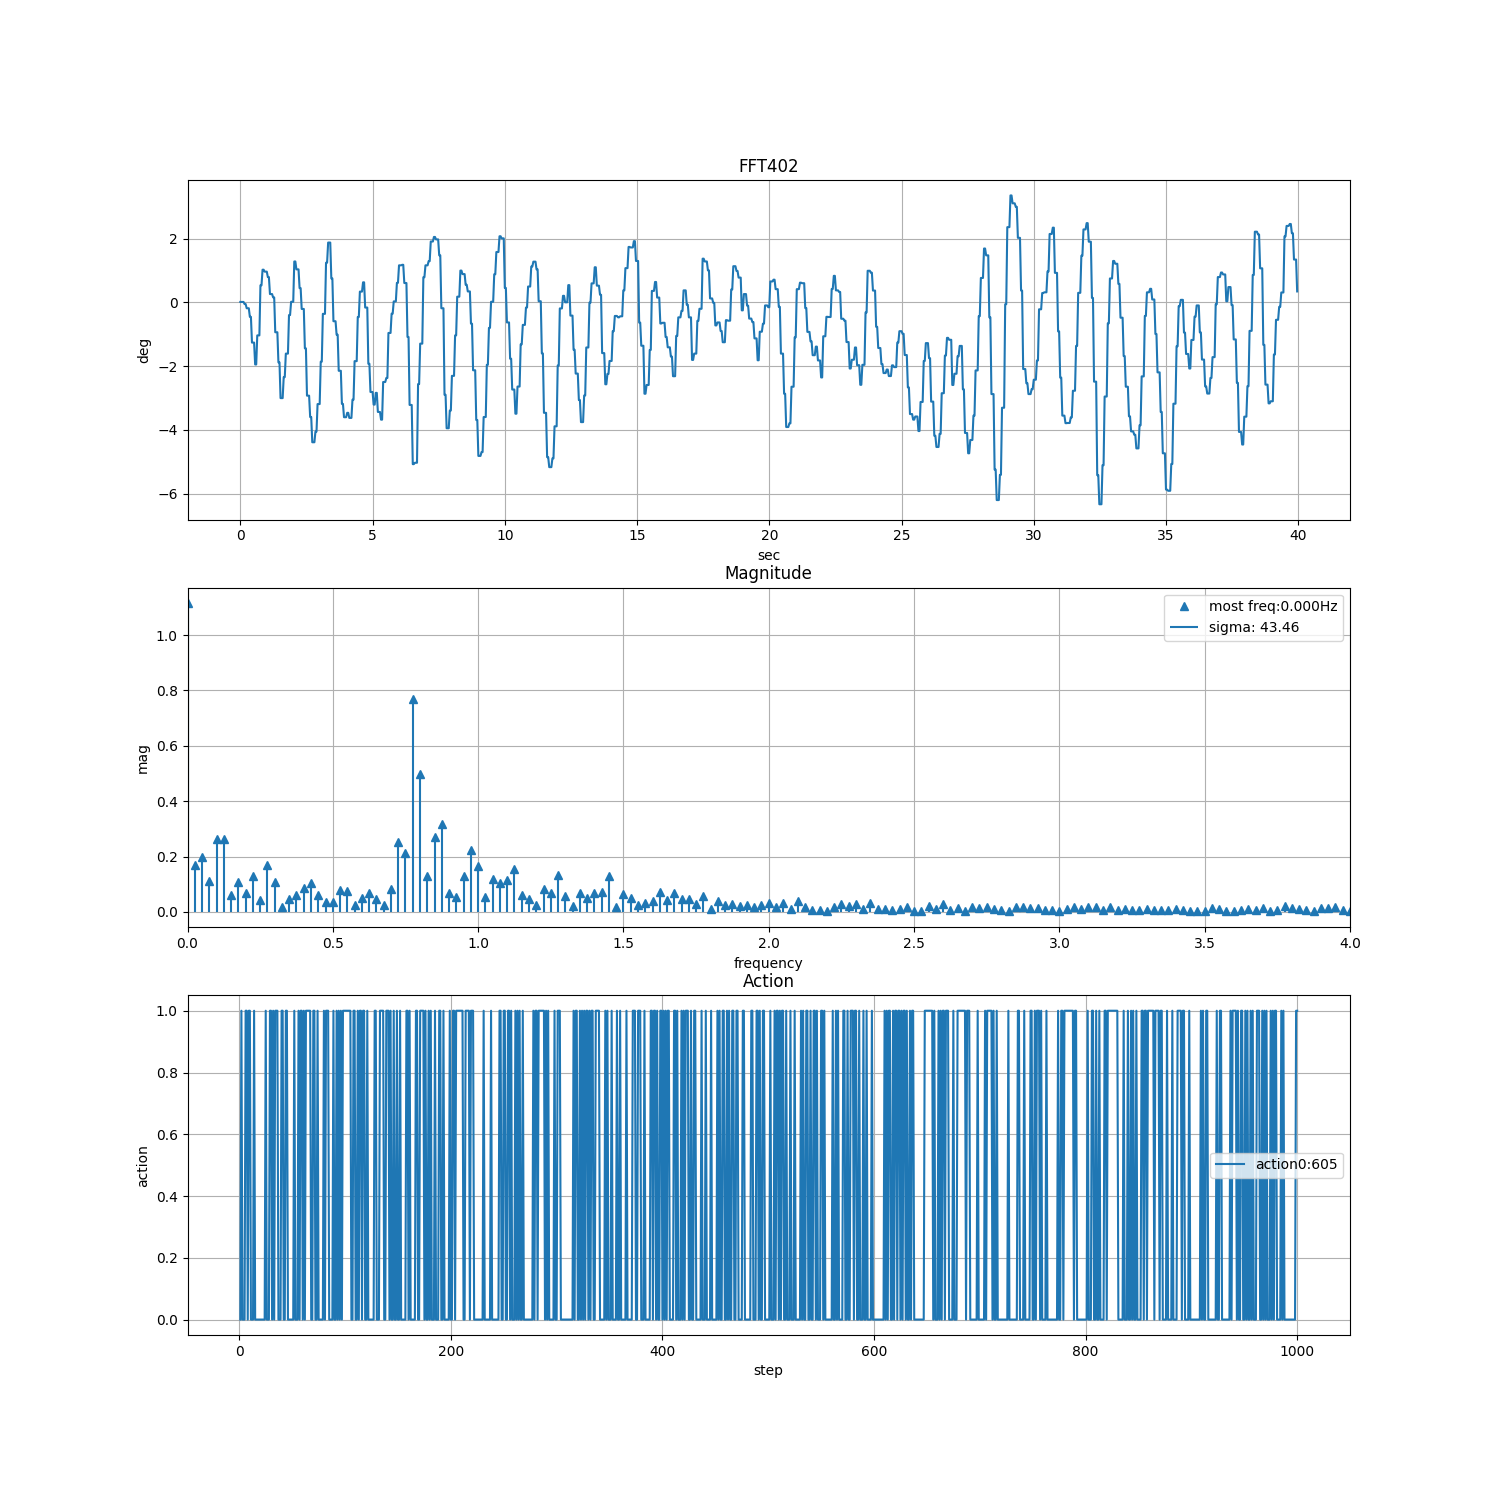 FFT402
2
0
−2
−4
−6
deg
0 5 10 15 20 25 30 35 40
sec
Magnitude
most freq:0.000Hz
sigma: 43.46
1.0
0.8
0.6
0.4
0.2
0.0
mag
0.0 0.5 1.0 1.5 2.0 2.5 3.0 3.5 4.0
frequency
Action
1.0
0.8
0.6
0.4
0.2
0.0
action
action0:605
0 200 400 600 800 1000
step